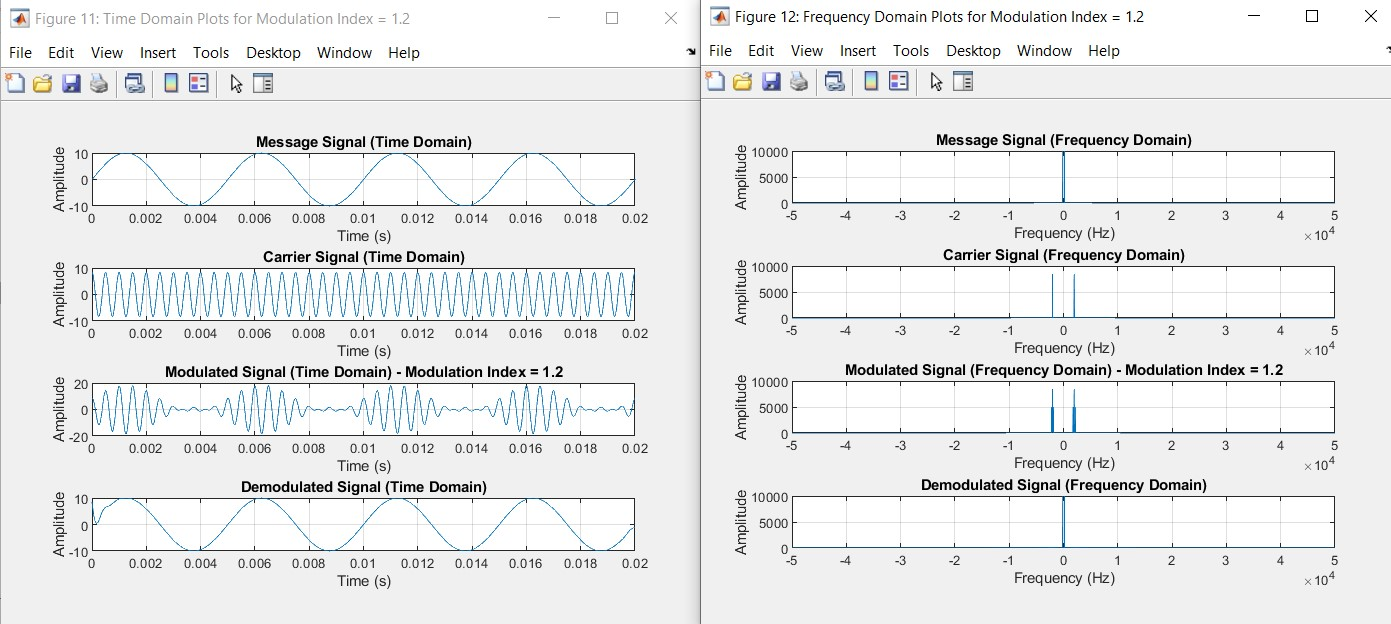 Figure 11: Time Domain Plots for Modulation Index = 1.2
File Edit View Insert Tools Desktop Window Help
Message Signal (Time Domain)
Amplitude
10
0
-10
0 0.002 0.004 0.006 0.008 0.01 0.012 0.014 0.016 0.018 0.02
Time (s)
Carrier Signal (Time Domain)
Amplitude
10
0
-10
0 0.002 0.004 0.006 0.008 0.01 0.012 0.014 0.016 0.018 0.02
Time (s)
Modulated Signal (Time Domain) - Modulation Index = 1.2
Amplitude
20
0
-20
0 0.002 0.004 0.006 0.008 0.01 0.012 0.014 0.016 0.018 0.02
Time (s)
Demodulated Signal (Time Domain)
Amplitude
10
0
-10
0 0.002 0.004 0.006 0.008 0.01 0.012 0.014 0.016 0.018 0.02
Time (s)
Figure 12: Frequency Domain Plots for Modulation Index = 1.2
File Edit View Insert Tools Desktop Window Help
Message Signal (Frequency Domain)
Amplitude
10000
5000
0
-5 -4 -3 -2 -1 0 1 2 3 4 5
Frequency (Hz)
×10⁴
Carrier Signal (Frequency Domain)
Amplitude
10000
5000
0
-5 -4 -3 -2 -1 0 1 2 3 4 5
Frequency (Hz)
×10⁴
Modulated Signal (Frequency Domain) - Modulation Index = 1.2
Amplitude
10000
5000
0
-5 -4 -3 -2 -1 0 1 2 3 4 5
Frequency (Hz)
×10⁴
Demodulated Signal (Frequency Domain)
Amplitude
10000
5000
0
-5 -4 -3 -2 -1 0 1 2 3 4 5
Frequency (Hz)
×10⁴